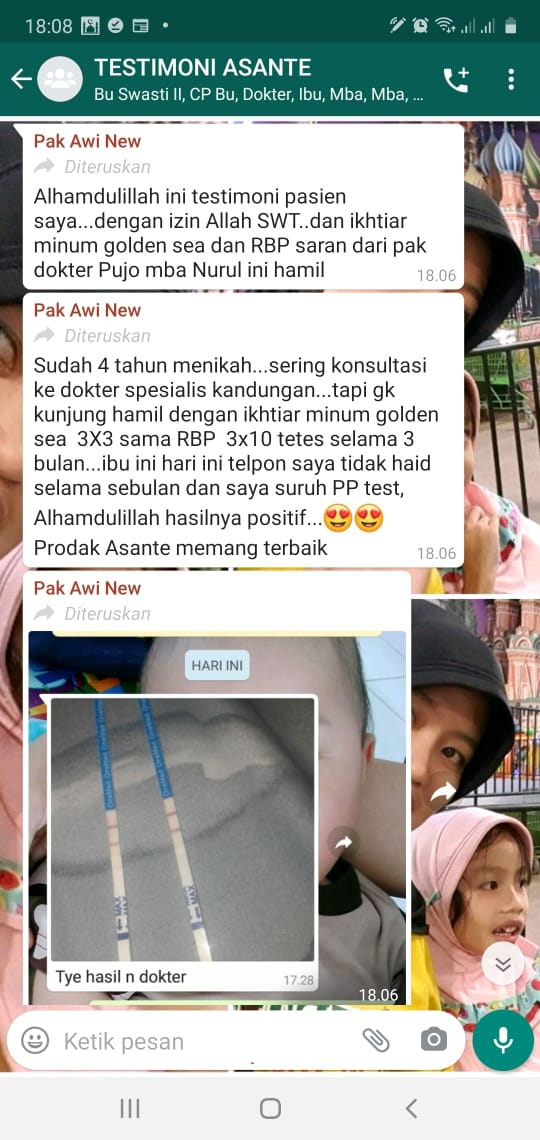 18:08
TESTIMONI ASANTE
Bu Swasti II, CP Bu, Dokter, Ibu, Mba, Mba, ...
Pak Awi New
Diteruskan
Alhamdulillah ini testimoni pasien
saya...dengan izin Allah SWT..dan ikhtiar
minum golden sea dan RBP saran dari pak
dokter Pujo mba Nurul ini hamil
18.06
Pak Awi New
Diteruskan
Sudah 4 tahun menikah...sering konsultasi
ke dokter spesialis kandungan...tapi gk
kunjung hamil dengan ikhtiar minum golden
sea 3X3 sama RBP 3x10 tetes selama 3
bulan...ibu ini hari ini telpon saya tidak haid
selama sebulan dan saya suruh PP test,
Alhamdulillah hasilnya positif...😍😍
Prodak Asante memang terbaik
18.06
Pak Awi New
Diteruskan
HARI INI
OneMed OneMed
OneMed OneMed
MAX
MAX
Tye hasil n dokter
17.28
18.06
Ketik pesan